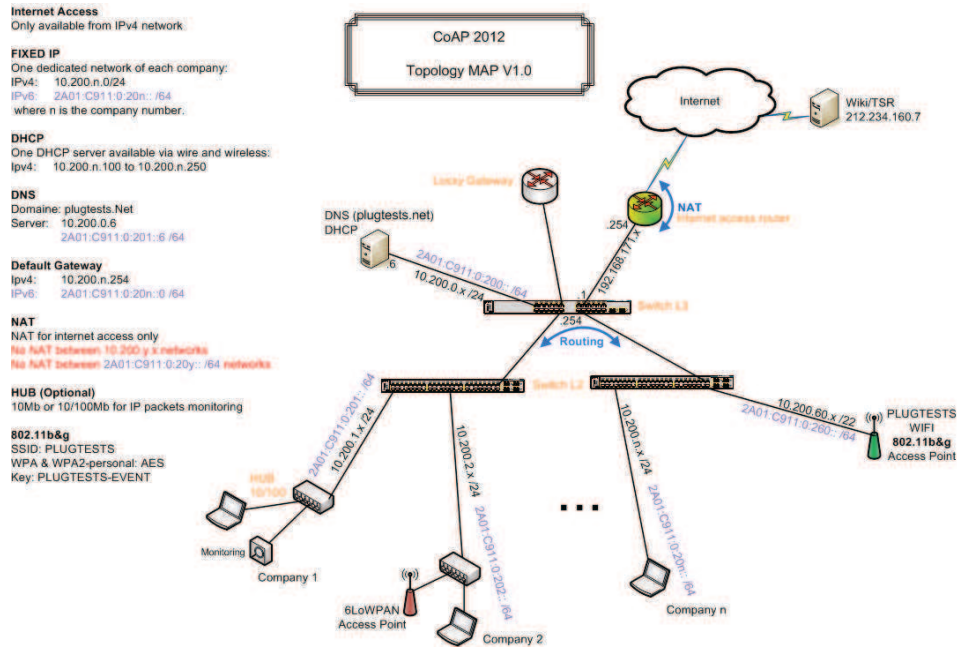 Internet Access
Only available from IPv4 network
FIXED IP
One dedicated network of each company:
IPv4: 10.200.n.0/24
IPv6: 2A01:C911:0:20n:: /64
where n is the company number.
DHCP
One DHCP server available via wire and wireless:
Ipv4: 10.200.n.100 to 10.200.n.250
DNS
Domaine: plugtests.Net
Server: 10.200.0.6
2A01:C911:0:201::6 /64
Default Gateway
Ipv4: 10.200.n.254
IPv6: 2A01:C911:0:20n::0 /64
NAT
NAT for internet access only
No NAT between 10.200.y.x networks
No NAT between 2A01:C911:0:20y:: /64 networks
HUB (Optional)
10Mb or 10/100Mb for IP packets monitoring
802.11b&g
SSID: PLUGTESTS
WPA & WPA2-personal: AES
Key: PLUGTESTS-EVENT
CoAP 2012
Topology MAP V1.0
Internet
Wiki/TSR
212.234.160.7
Lossy Gateway
NAT
Internet access router
.254
192.168.171.x
DNS (plugtests.net)
DHCP
.6
2A01:C911:0:200:: /64
10.200.0.x /24
.1
Switch L3
.254
Routing
Switch L2
2A01:C911:0:201:: /64
10.200.1.x /24
10.200.2.x /24
2A01:C911:0:202:: /64
10.200.n.x /24
2A01:C911:0:20n:: /64
10.200.60.x /22
2A01:C911:0:260:: /64
PLUGTESTS
WIFI
802.11b&g
Access Point
HUB
10/100
Monitoring
Company 1
6LoWPAN
Access Point
Company 2
...
Company n